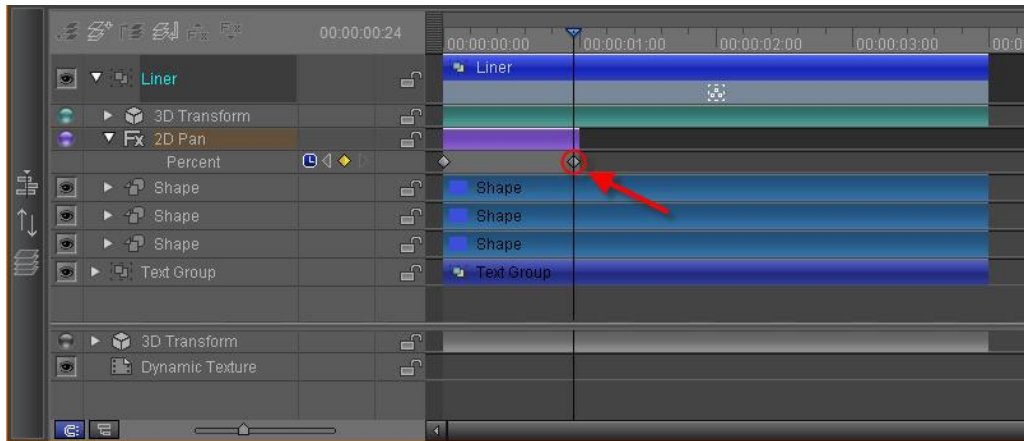 00:00:00:24
00:00:00:00 00:00:01:00 00:00:02:00 00:00:03:00 00:0
Liner Liner
3D Transform
Fx 2D Pan
Percent
Shape Shape
Shape Shape
Shape Shape
Text Group Text Group
3D Transform
Dynamic Texture